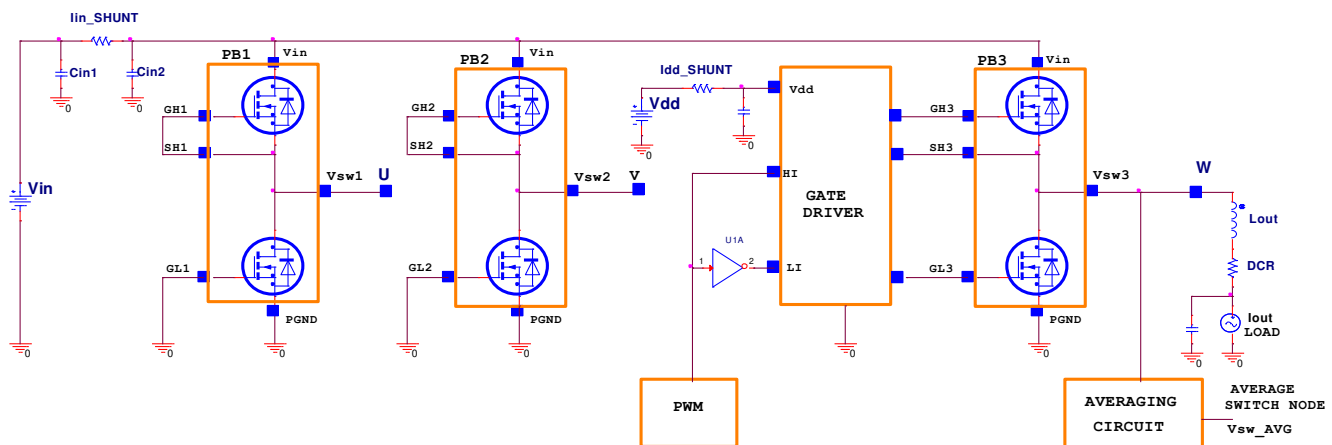 Iin_SHUNT
Cin1
Cin2
Vin
0
0
0
PB1
Vin
GH1
SH1
GL1
Vsw1
U
PGND
0
0
PB2
Vin
GH2
SH2
GL2
Vsw2
V
PGND
0
0
Idd_SHUNT
Vdd
0
0
Vdd
HI
LI
GATE
DRIVER
0
U1A
1
2
PWM
PB3
Vin
GH3
SH3
GL3
Vsw3
PGND
0
W
Lout
DCR
Iout
LOAD
0
0
AVERAGING
CIRCUIT
AVERAGE
SWITCH NODE
Vsw_AVG